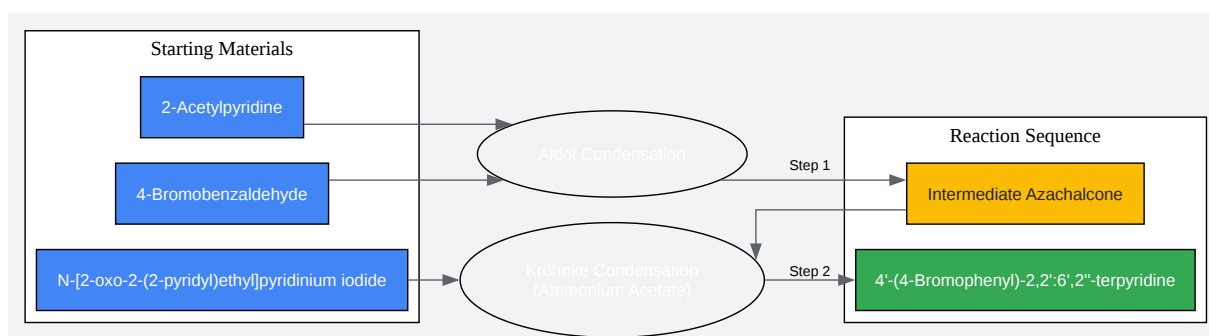 Starting Materials
2-Acetylpyridine
4-Bromobenzaldehyde
N-[2-oxo-2-(2-pyridyl)ethyl]pyridinium iodide
Aldol Condensation
Kröhnke Condensation
(Ammonium Acetate)
Step 1
Step 2
Reaction Sequence
Intermediate Azachalcone
4'-(4-Bromophenyl)-2,2':6',2''-terpyridine